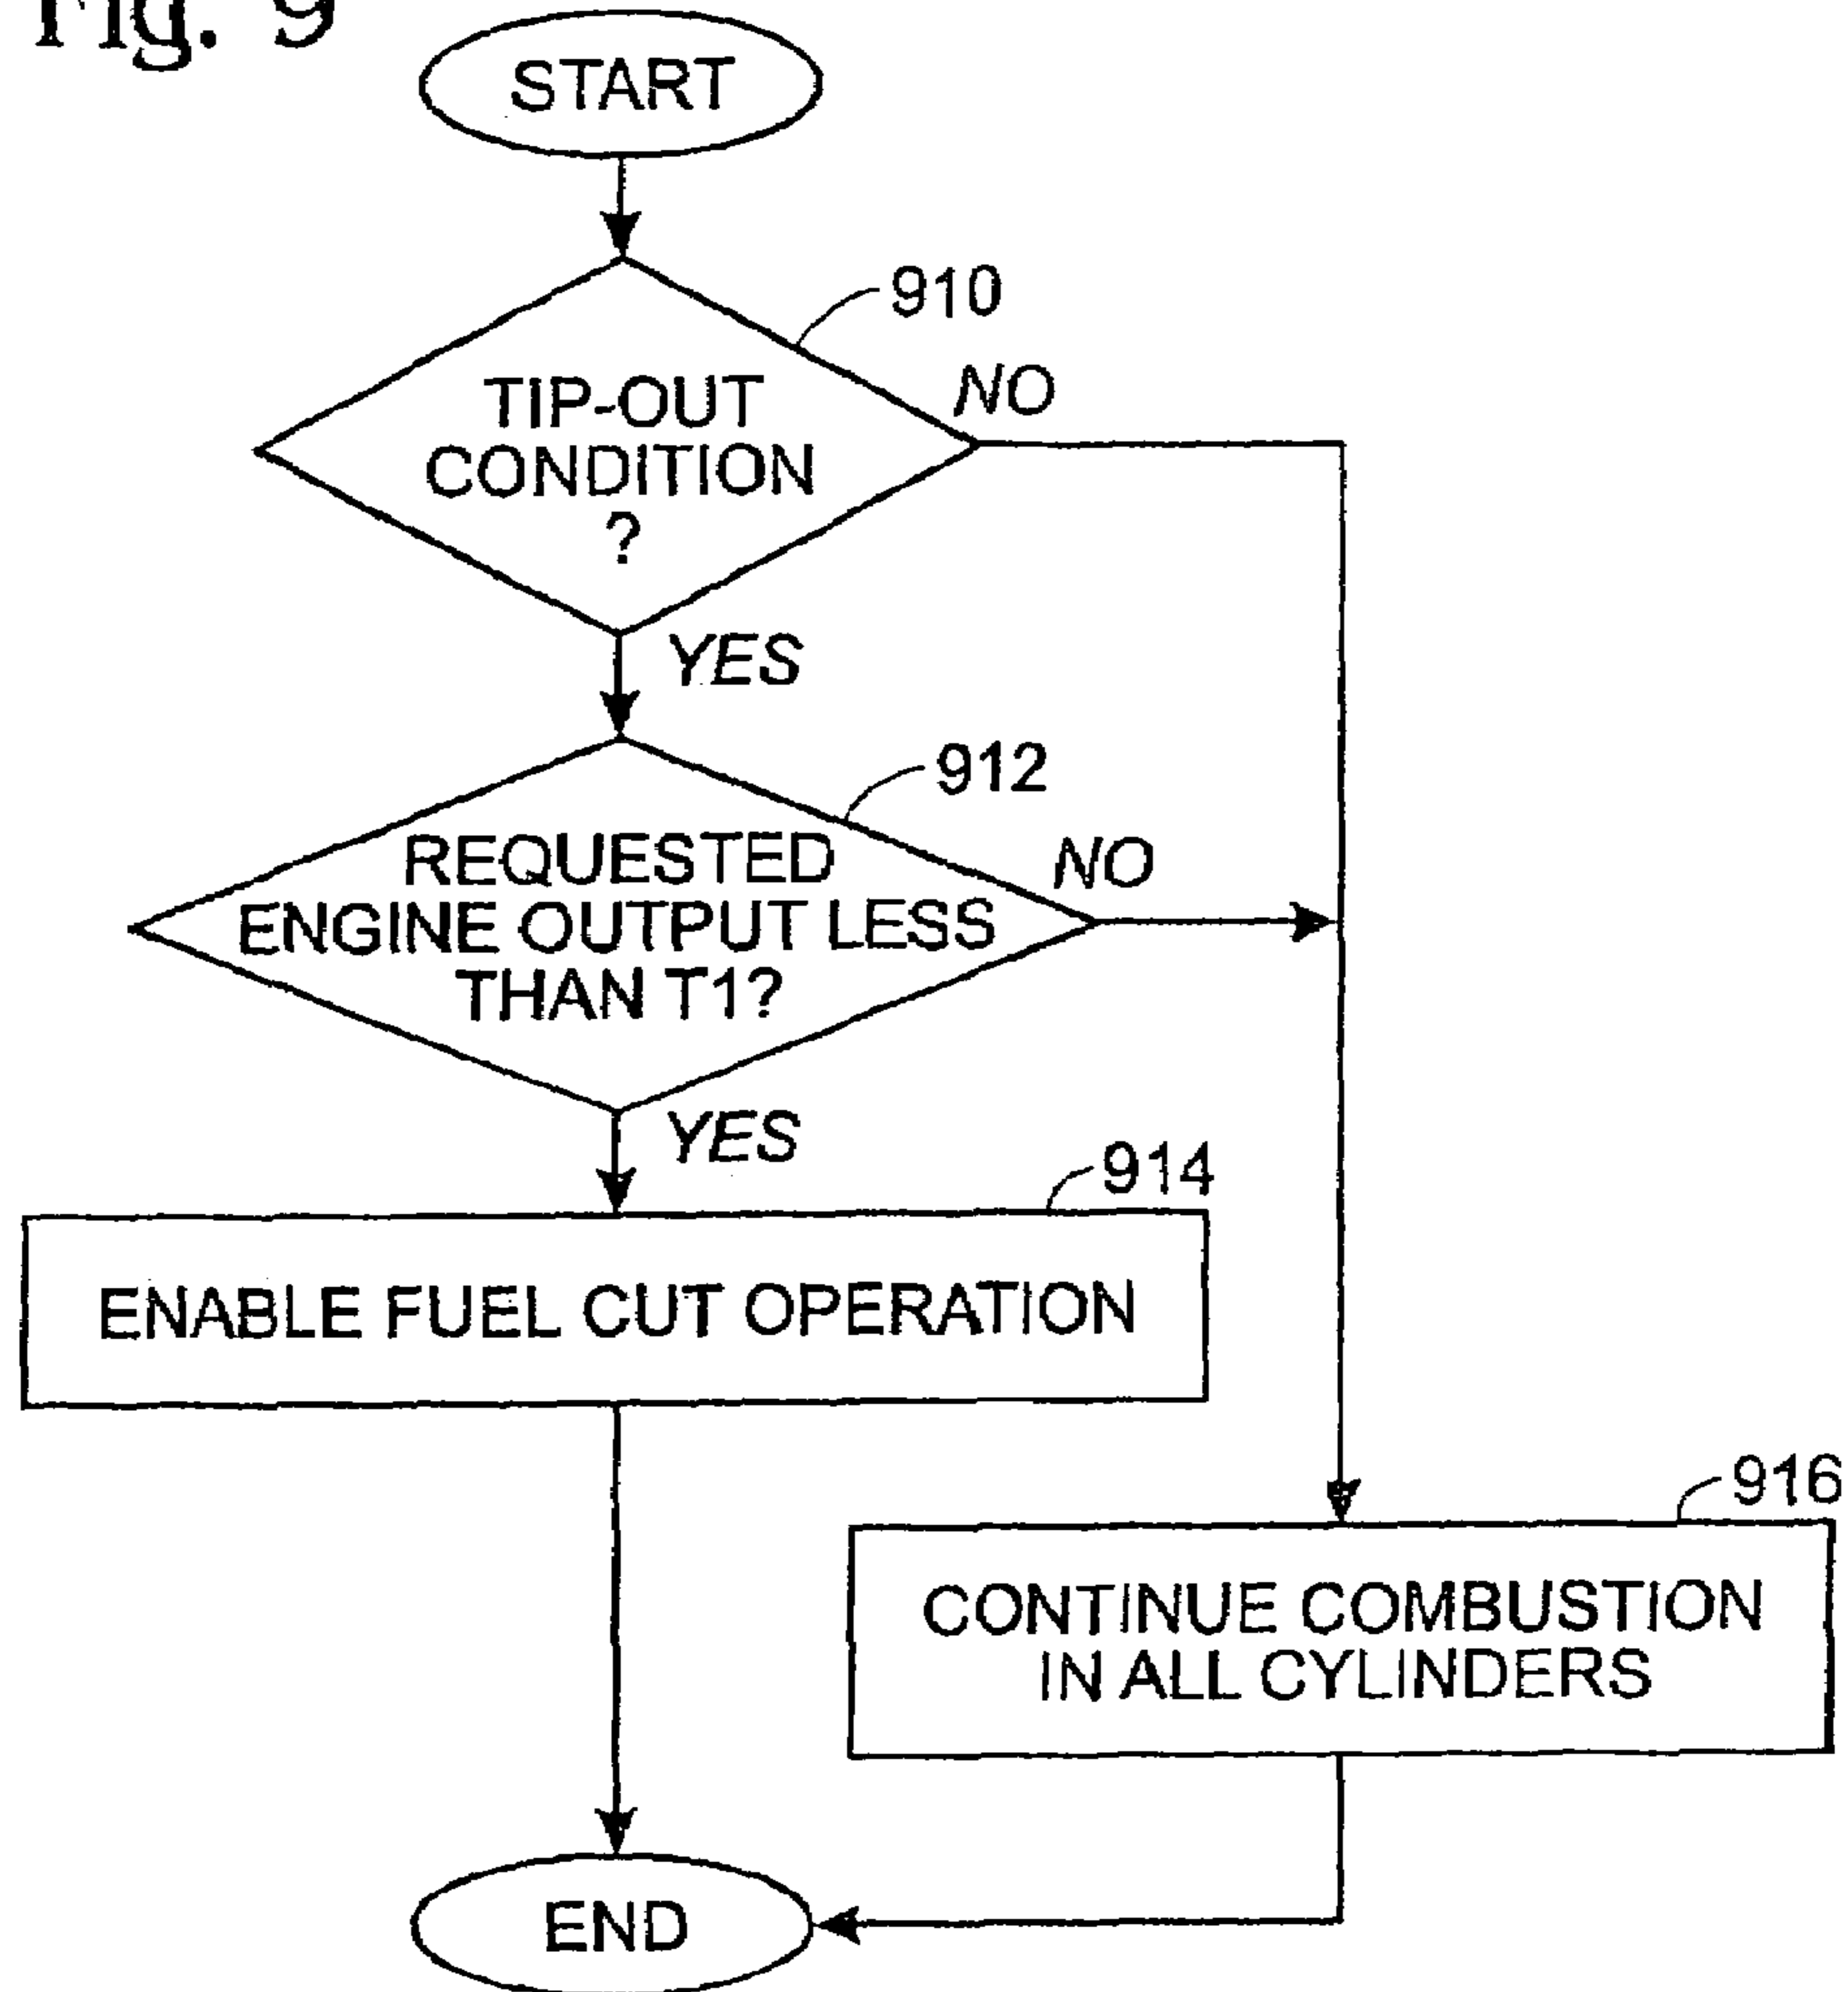 Fig. 9
START
910
TIP-OUT
CONDITION
?
NO
YES
912
REQUESTED
ENGINE OUTPUT LESS
THAN T1?
NO
YES
914
ENABLE FUEL CUT OPERATION
916
CONTINUE COMBUSTION
IN ALL CYLINDERS
END